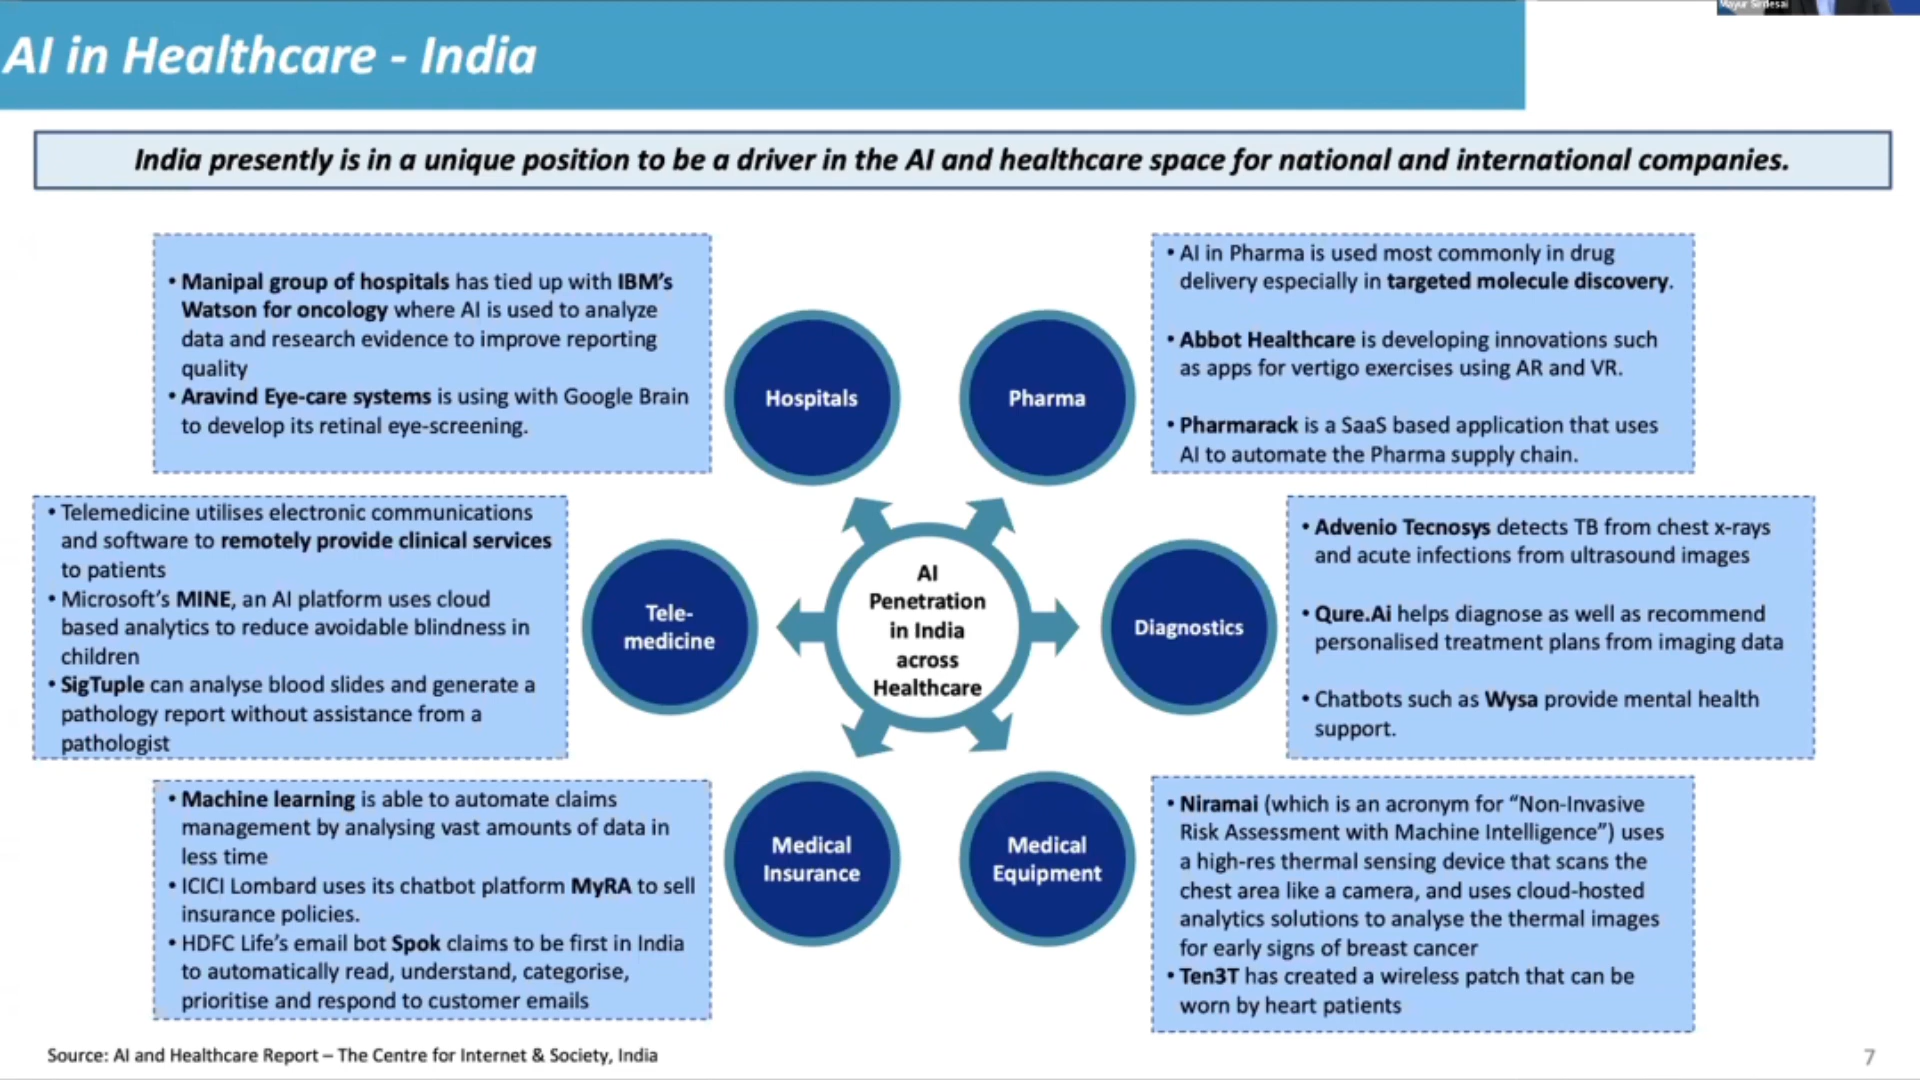 Mayur Sirdesai
AI in Healthcare - India
India presently is in a unique position to be a driver in the AI and healthcare space for national and international companies.
• Manipal group of hospitals has tied up with IBM’s
Watson for oncology where AI is used to analyze
data and research evidence to improve reporting
quality
• Aravind Eye-care systems is using with Google Brain
to develop its retinal eye-screening.
Hospitals
Pharma
• AI in Pharma is used most commonly in drug
delivery especially in targeted molecule discovery.
• Abbot Healthcare is developing innovations such
as apps for vertigo exercises using AR and VR.
• Pharmarack is a SaaS based application that uses
AI to automate the Pharma supply chain.
• Telemedicine utilises electronic communications
and software to remotely provide clinical services
to patients
• Microsoft’s MINE, an AI platform uses cloud
based analytics to reduce avoidable blindness in
children
• SigTuple can analyse blood slides and generate a
pathology report without assistance from a
pathologist
Tele-
medicine
AI
Penetration
in India
across
Healthcare
Diagnostics
• Advenio Tecnosys detects TB from chest x-rays
and acute infections from ultrasound images
• Qure.Ai helps diagnose as well as recommend
personalised treatment plans from imaging data
• Chatbots such as Wysa provide mental health
support.
• Machine learning is able to automate claims
management by analysing vast amounts of data in
less time
• ICICI Lombard uses its chatbot platform MyRA to sell
insurance policies.
• HDFC Life’s email bot Spok claims to be first in India
to automatically read, understand, categorise,
prioritise and respond to customer emails
Medical
Insurance
Medical
Equipment
• Niramai (which is an acronym for “Non-Invasive
Risk Assessment with Machine Intelligence”) uses
a high-res thermal sensing device that scans the
chest area like a camera, and uses cloud-hosted
analytics solutions to analyse the thermal images
for early signs of breast cancer
• Ten3T has created a wireless patch that can be
worn by heart patients
Source: AI and Healthcare Report – The Centre for Internet & Society, India
7